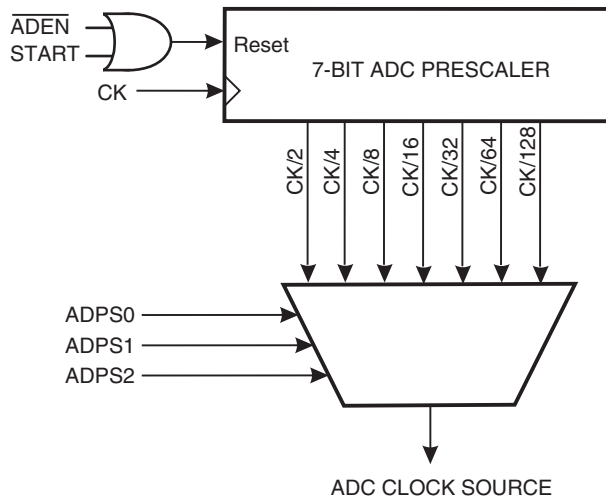 ADEN
START
Reset
7-BIT ADC PRESCALER
CK
CK/2
CK/4
CK/8
CK/16
CK/32
CK/64
CK/128
ADPS0
ADPS1
ADPS2
ADC CLOCK SOURCE